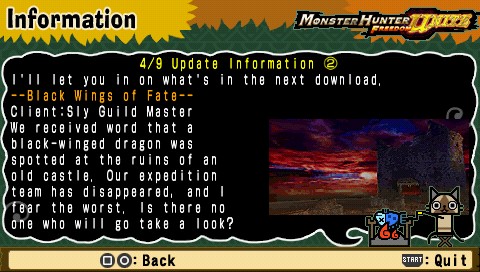 Information
MONSTER HUNTER
FREEDOM UNITE
4/9 Update Information ②
I'll let you in on what's in the next download.
--Black Wings of Fate--
Client:Sly Guild Master
We received word that a
black-winged dragon was
spotted at the ruins of an
old castle. Our expedition
team has disappeared, and I
fear the worst. Is there no
one who will go take a look?
□○: Back
START: Quit